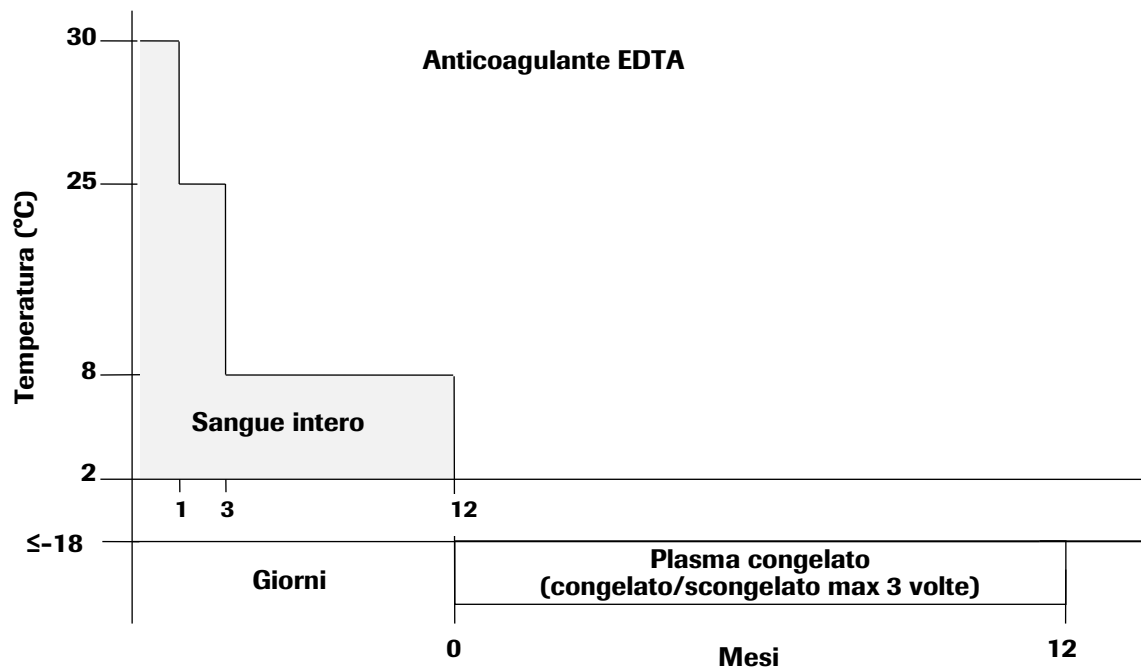 Anticoagulante EDTA
Temperatura (°C)
30
25
8
2
≤-18
Sangue intero
1 3 12
Giorni
Plasma congelato
(congelato/scongelato max 3 volte)
0 12
Mesi